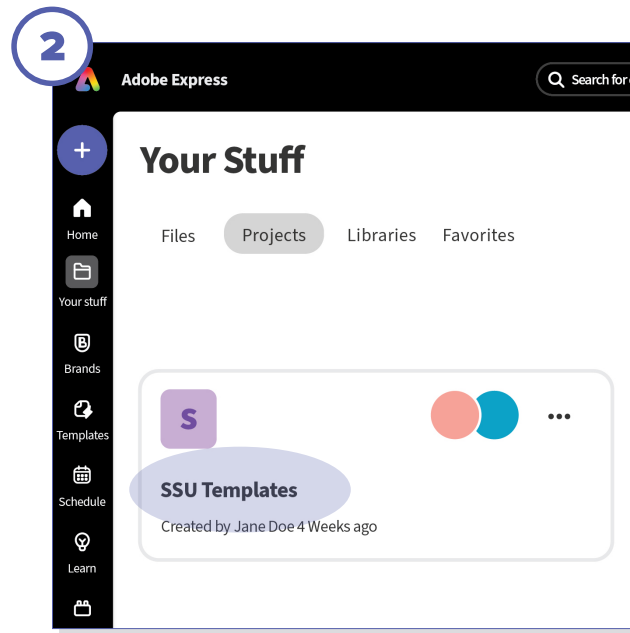 2
Adobe Express
Search for
Your Stuff
Files Projects Libraries Favorites
Home
Your stuff
Brands
Templates
Schedule
Learn
S
SSU Templates
Created by Jane Doe 4 Weeks ago